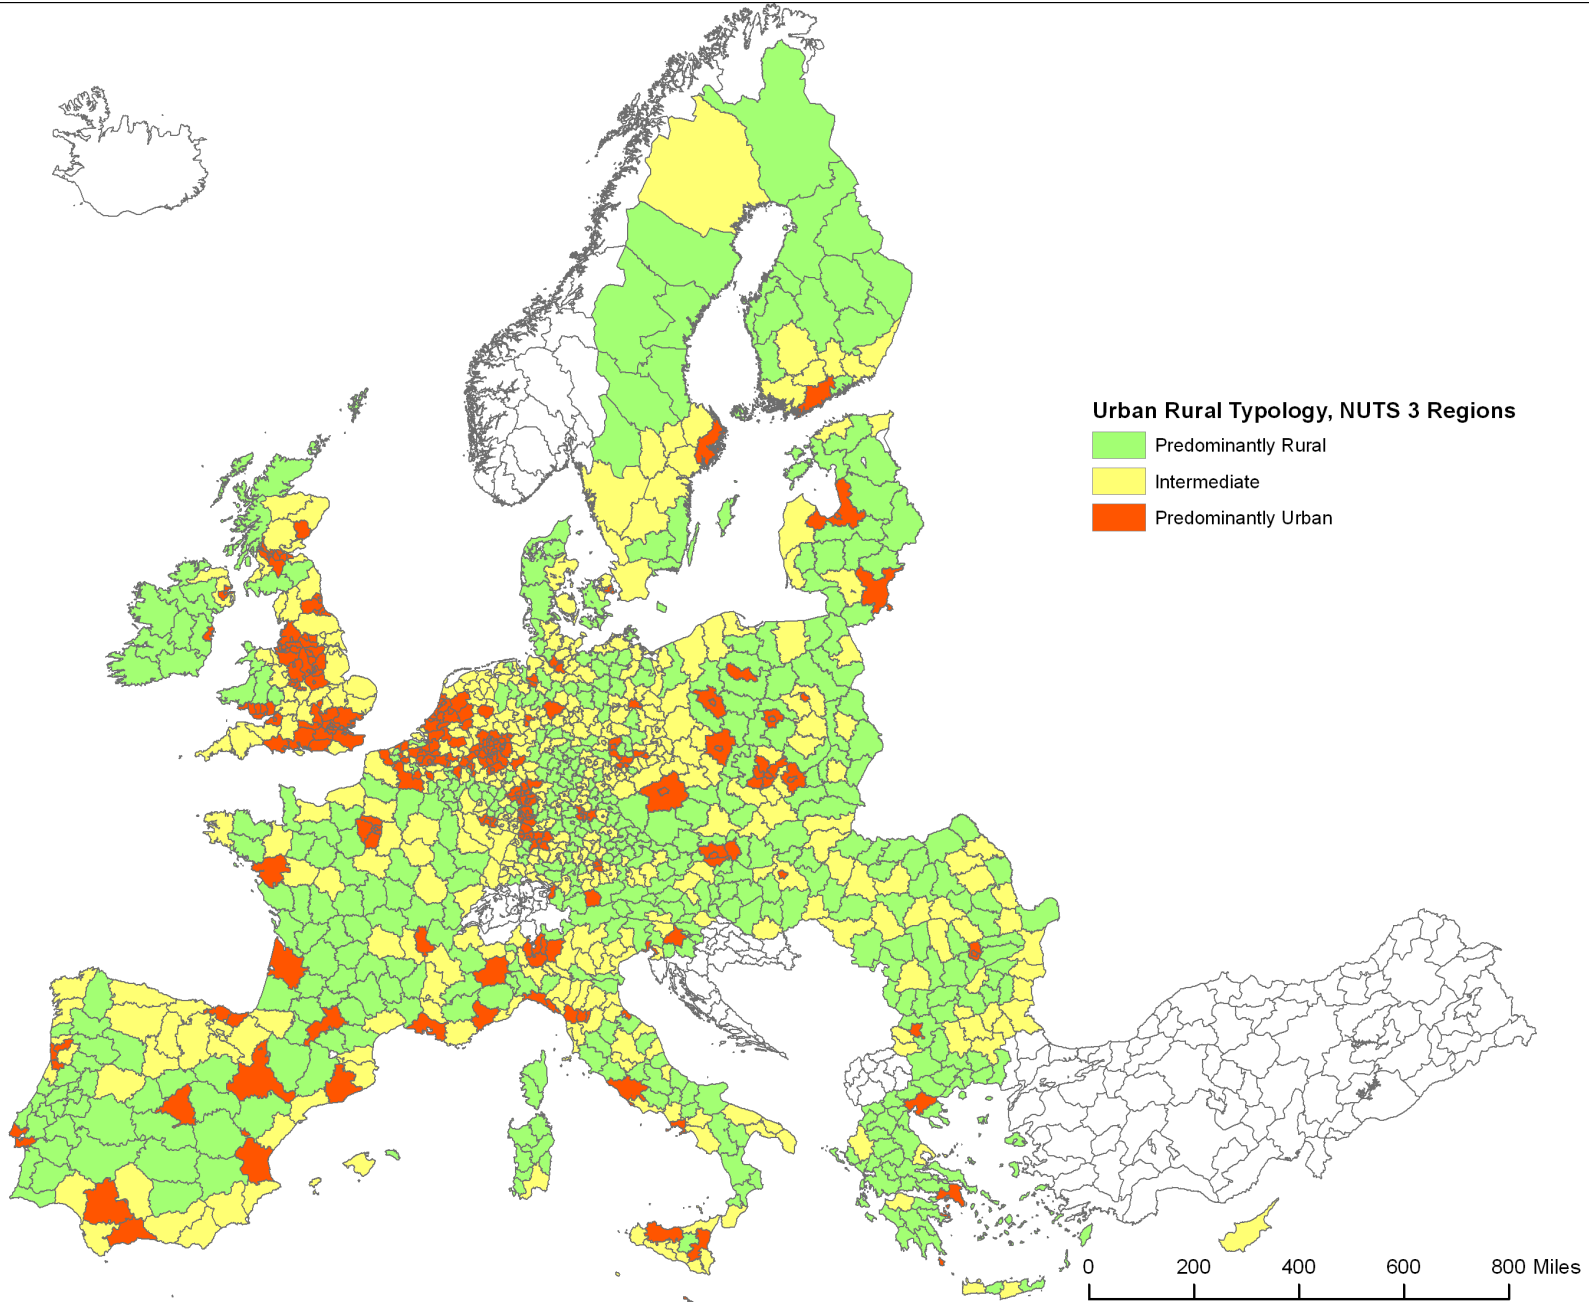 Urban Rural Typology, NUTS 3 Regions
Predominantly Rural
Intermediate
Predominantly Urban
0 200 400 600 800 Miles